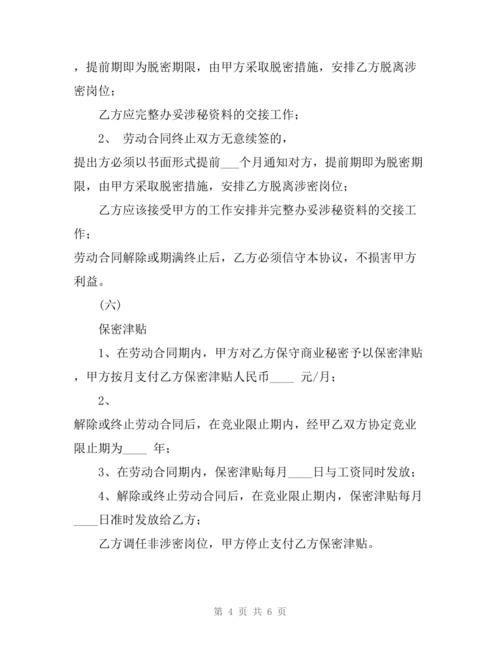 ，提前期即为脱密期限，由甲方采取脱密措施，安排乙方脱离涉
密岗位；
乙方应完整办妥涉秘资料的交接工作；
2、 劳动合同终止双方无意续签的，
提出方必须以书面形式提前___个月通知对方，提前期即为脱密期
限，由甲方采取脱密措施，安排乙方脱离涉密岗位；
乙方应该接受甲方的工作安排并完整办妥涉秘资料的交接工
作；
劳动合同解除或期满终止后，乙方必须信守本协议，不损害甲方
利益。
(六)
保密津贴
1、在劳动合同期内，甲方对乙方保守商业秘密予以保密津贴
，甲方按月支付乙方保密津贴人民币____ 元/月；
2、
解除或终止劳动合同后，在竞业限止期内，经甲乙双方协定竞业
限止期为____ 年；
3、在劳动合同期内，保密津贴每月____日与工资同时发放；
4、解除或终止劳动合同后，在竞业限止期内，保密津贴每月
____日准时发放给乙方；
乙方调任非涉密岗位，甲方停止支付乙方保密津贴。
第 4 页 共 6 页